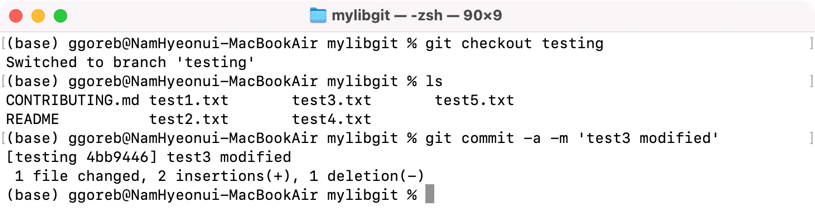 mylibgit — -zsh — 90×9
(base) ggoreb@NamHyeonui-MacBookAir mylibgit % git checkout testing
Switched to branch 'testing'
(base) ggoreb@NamHyeonui-MacBookAir mylibgit % ls
CONTRIBUTING.md test1.txt test3.txt test5.txt
README test2.txt test4.txt
(base) ggoreb@NamHyeonui-MacBookAir mylibgit % git commit -a -m 'test3 modified'
[testing 4bb9446] test3 modified
1 file changed, 2 insertions(+), 1 deletion(-)
(base) ggoreb@NamHyeonui-MacBookAir mylibgit %